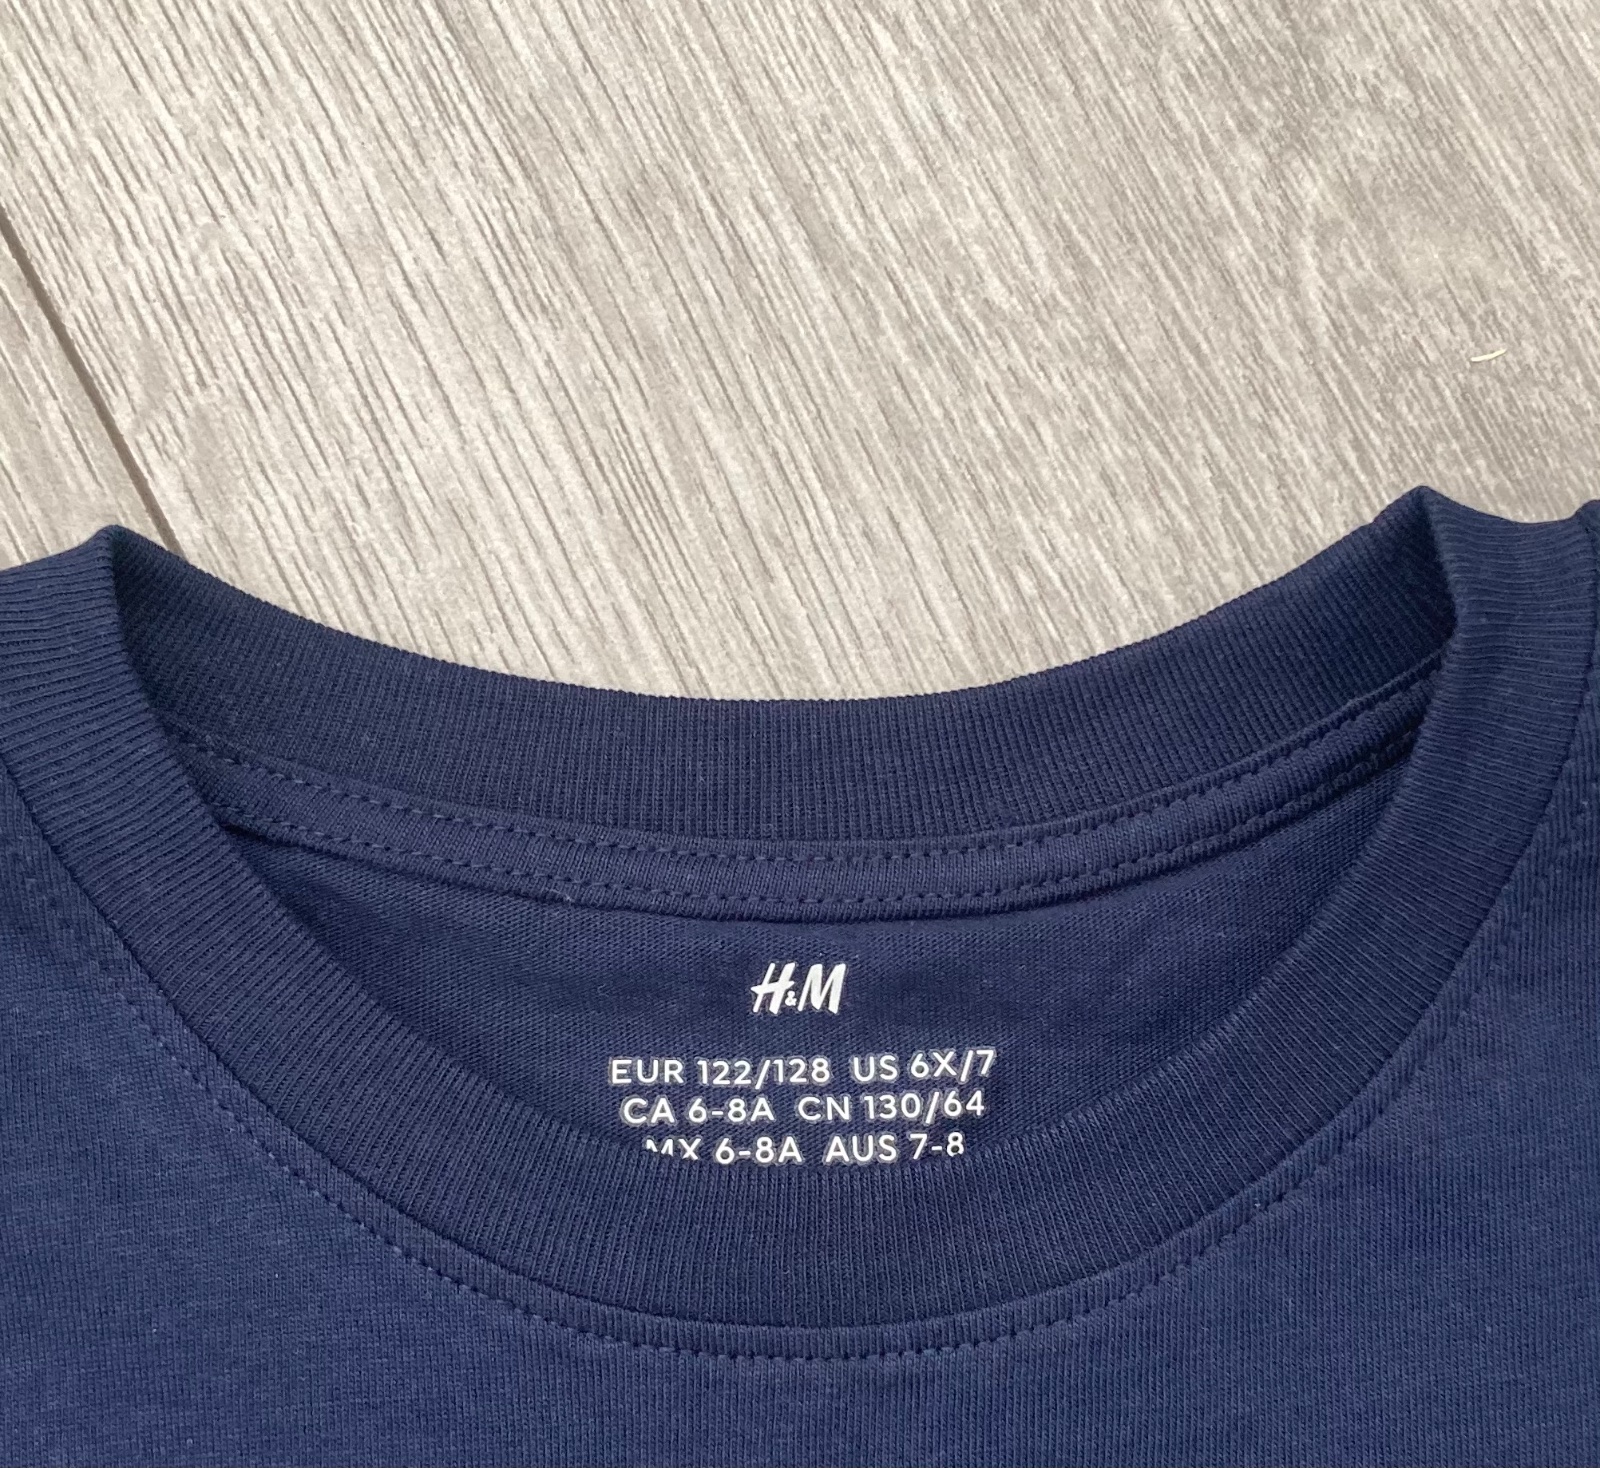 H&M
EUR 122/128 US 6X/7
CA 6-8A CN 130/64
MX 6-8A AUS 7-8